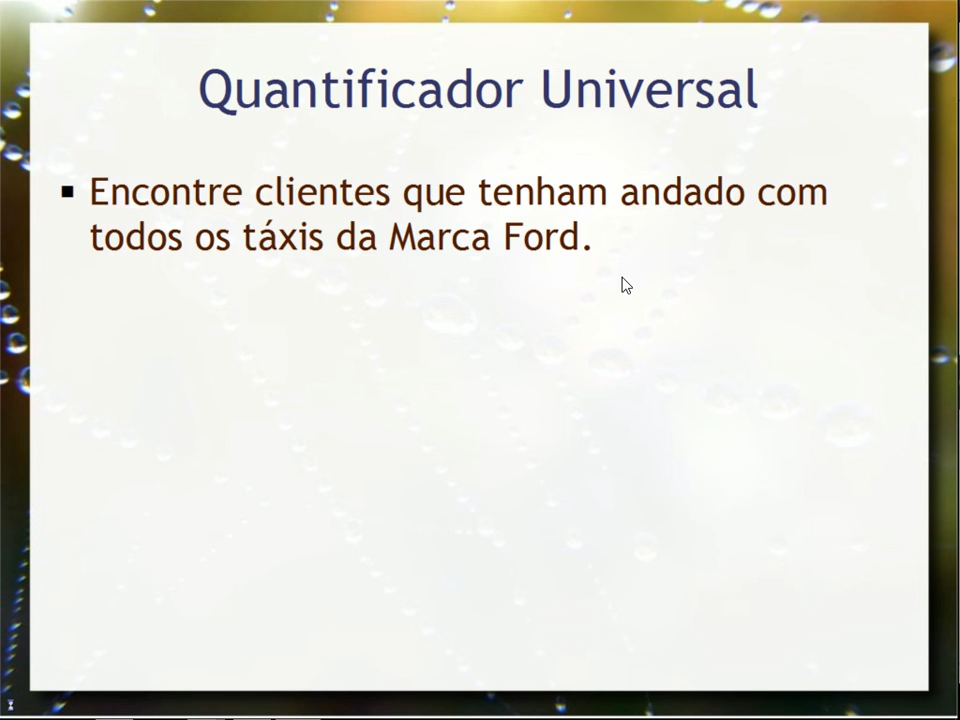 Quantificador Universal
Encontre clientes que tenham andado com
todos os táxis da Marca Ford.